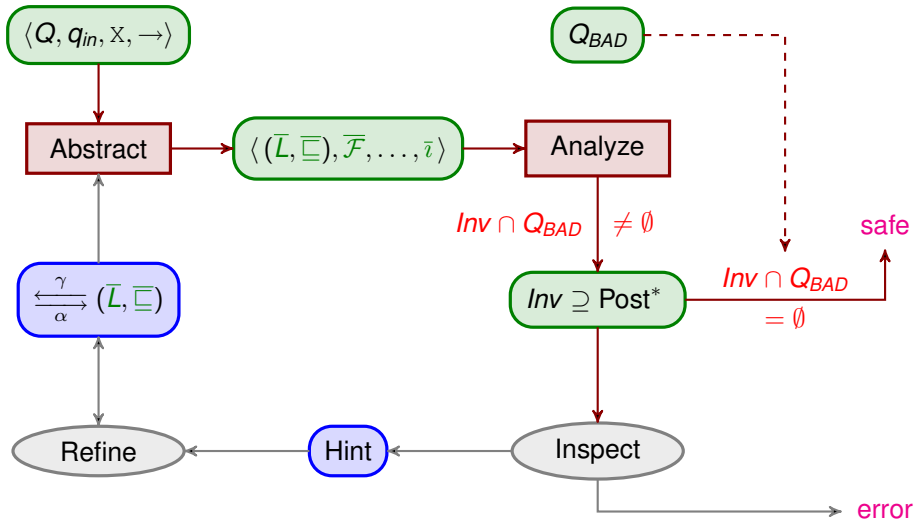 ⟨Q, q_in, X, →⟩
Q_BAD
Abstract
⟨ (L̅, ⊑̅), F̅, . . . , ī ⟩
Analyze
Inv ∩ Q_BAD ≠ ∅
safe
γ
α
(L̅, ⊑̅)
Inv ⊇ Post*
Inv ∩ Q_BAD
= ∅
Refine
Hint
Inspect
error